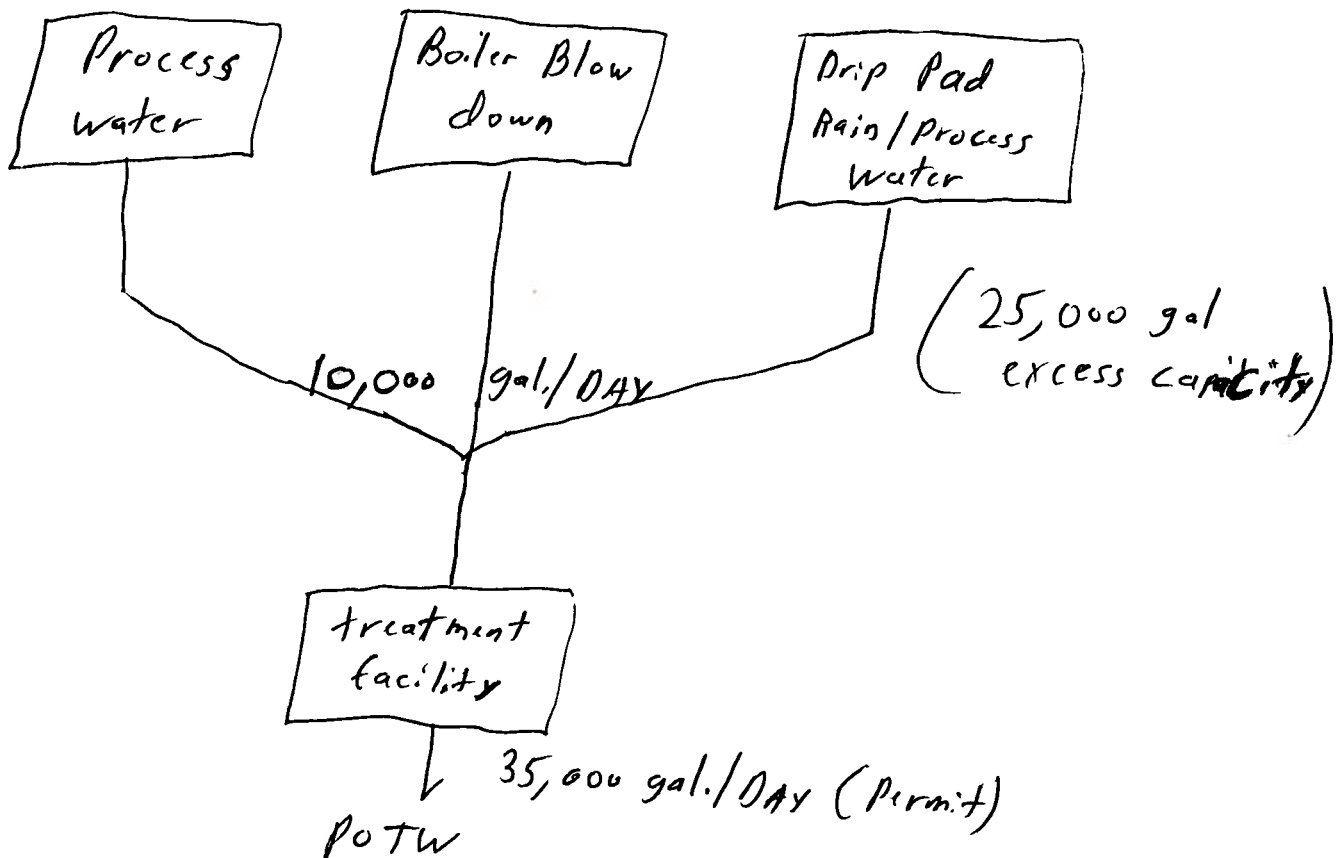 Process
water
Boiler Blow
down
Drip Pad
Rain/Process
water
(25,000 gal
excess capicity)
10,000 gal./DAY
treatment
facility
35,000 gal./DAY (Permit)
POTW